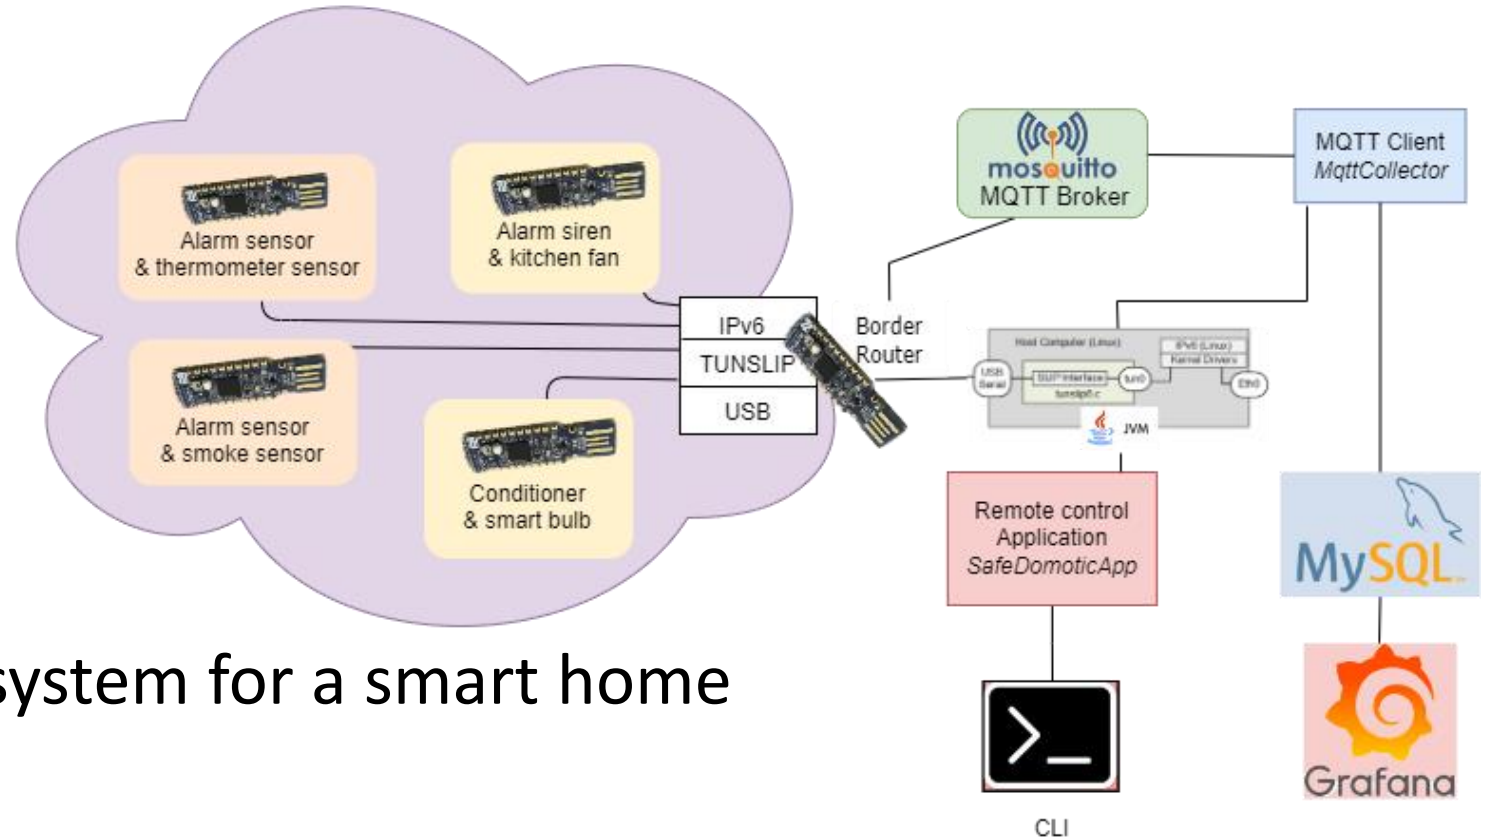 Alarm sensor
& thermometer sensor
Alarm siren
& kitchen fan
Alarm sensor
& smoke sensor
Conditioner
& smart bulb
IPv6
TUNSLIP
USB
Border
Router
mosquitto
MQTT Broker
MQTT Client
MqttCollector
Host Computer (Linux)
USB
Serial
SLIP Interface
tunslip6.c
tun0
IPv6 (Linux)
Kernel Drivers
Eth0
JVM
Remote control
Application
SafeDomoticApp
>_
CLI
MySQL
Grafana
system for a smart home